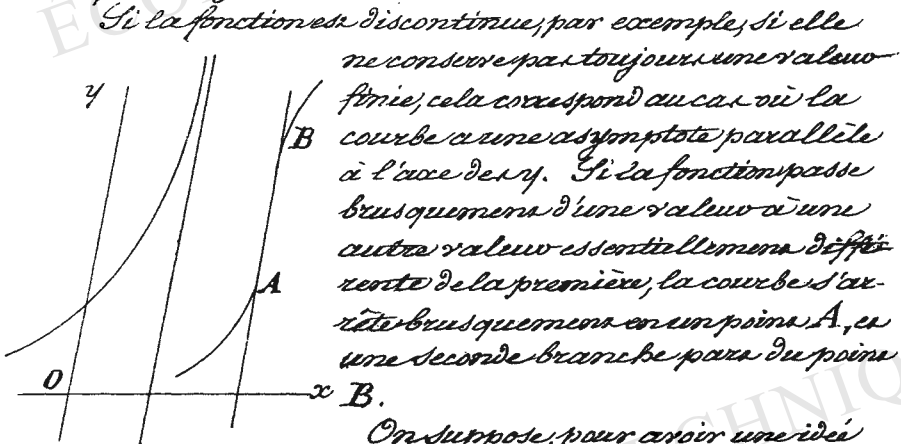 Si la fonction est discontinue, par exemple, si elle
ne conserve pas toujours une valeur
finie, cela correspond au cas où la
courbe a une asymptote parallèle
à l'axe des y. Si la fonction passe
brusquement d'une valeur à une
autre valeur essentiellement diffé-
rente de la première, la courbe s'ar-
rête brusquement en un point A, et
une seconde branche part du point
B.
On suppose, pour avoir une idé
y
B
A
O
x